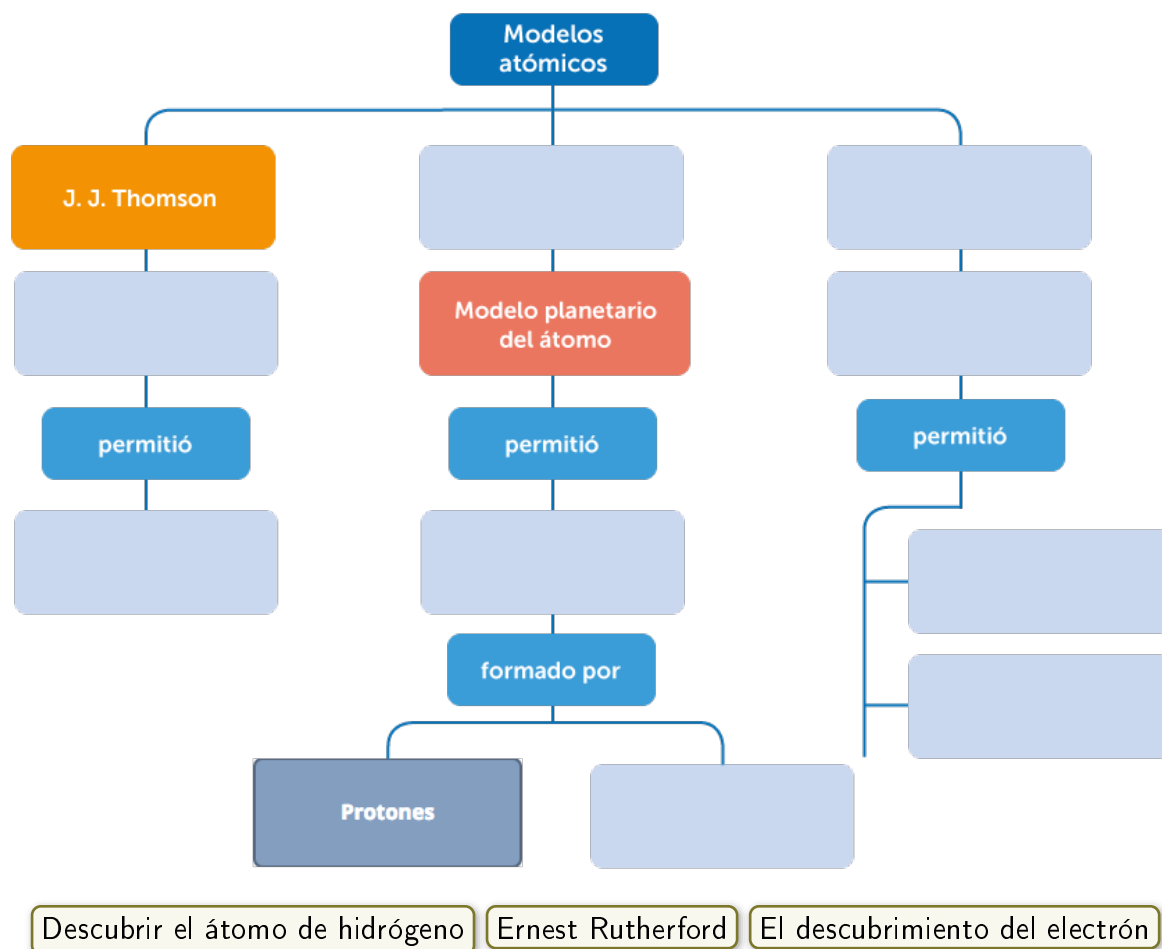 Modelos
atómicos
J. J. Thomson
Modelo planetario
del átomo
permitió
permitió
permitió
formado por
Protones
Descubrir el átomo de hidrógeno
Ernest Rutherford
El descubrimiento del electrón